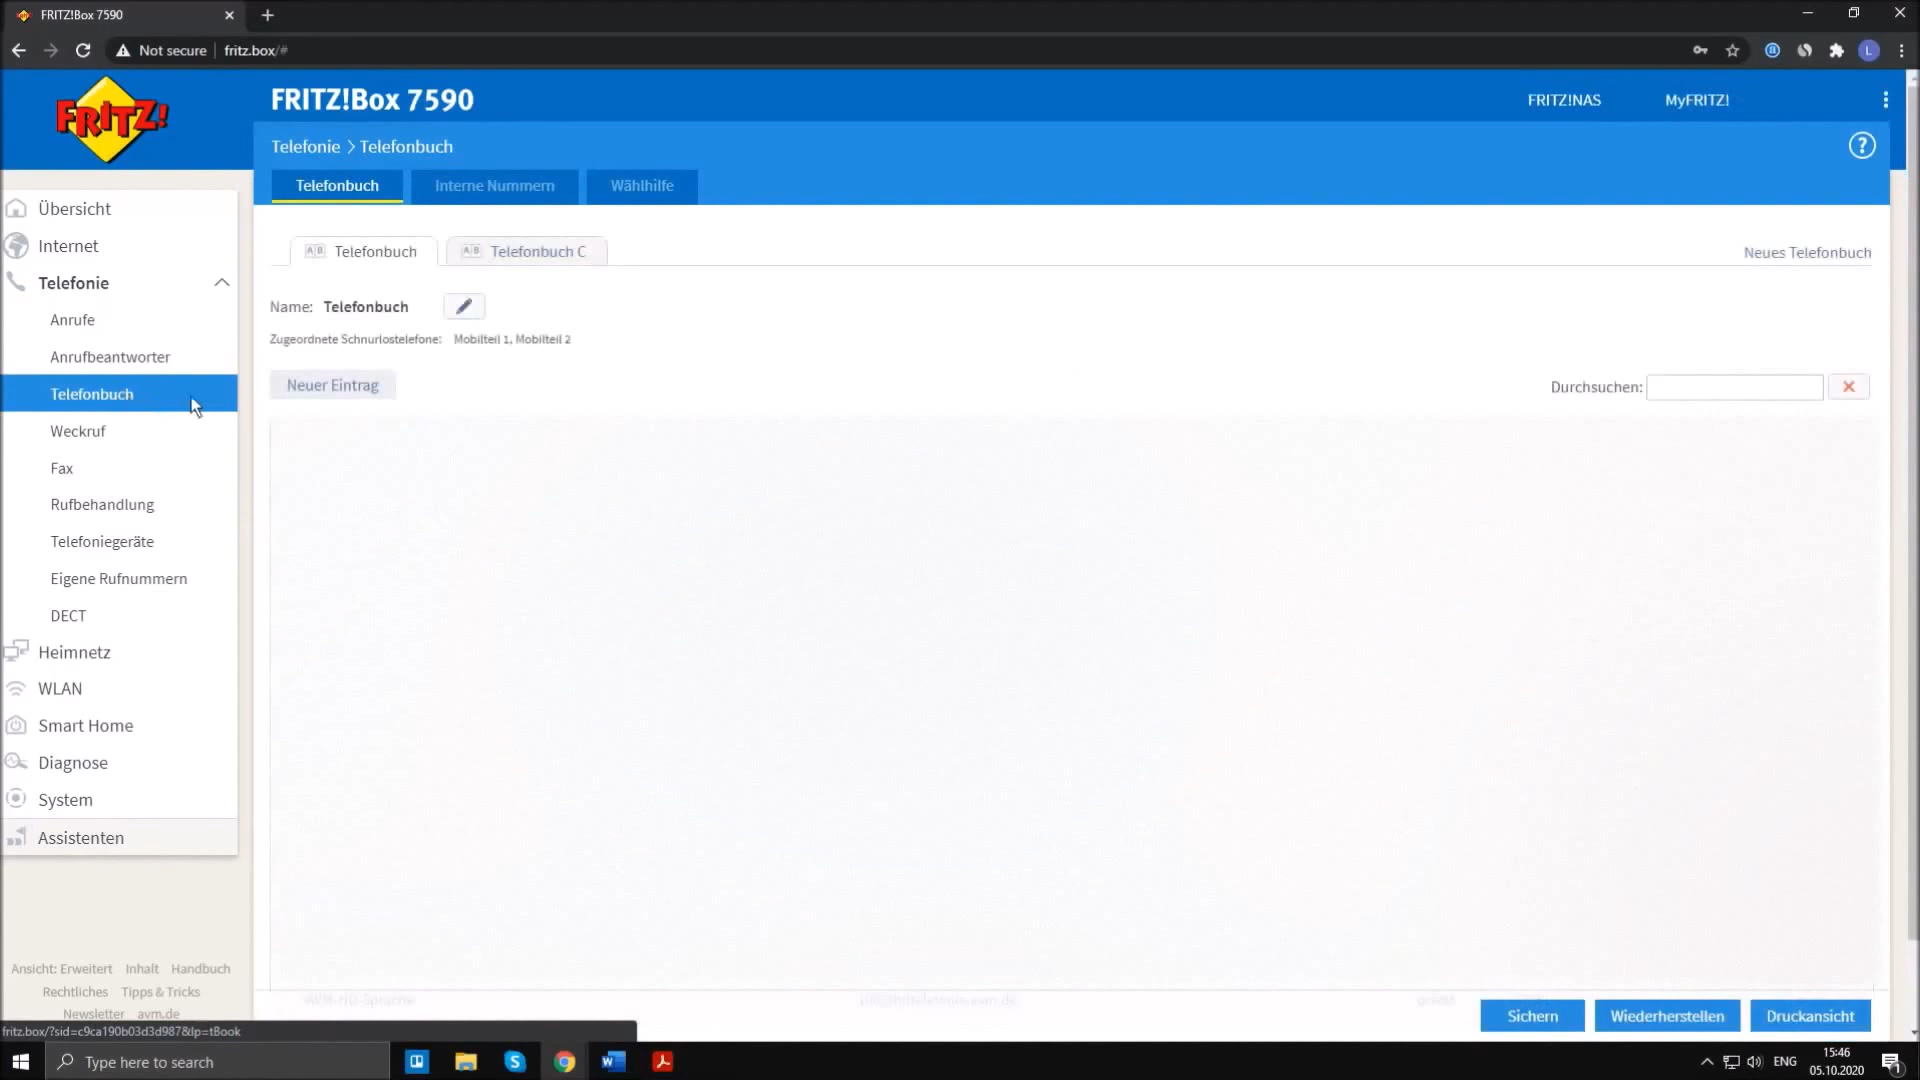 FRITZ!Box 7590
Not secure
fritz.box/#
FRITZ!
FRITZ!Box 7590
FRITZ!NAS
MyFRITZ!
Telefonie > Telefonbuch
?
Telefonbuch
Interne Nummern
Wählhilfe
Übersicht
Internet
Telefonie
Anrufe
Anrufbeantworter
Telefonbuch
Weckruf
Fax
Rufbehandlung
Telefoniegeräte
Eigene Rufnummern
DECT
Heimnetz
WLAN
Smart Home
Diagnose
System
Assistenten
AB Telefonbuch
AB Telefonbuch C
Neues Telefonbuch
Name: Telefonbuch
Zugeordnete Schnurlostelefone: Mobilteil 1, Mobilteil 2
Neuer Eintrag
Durchsuchen:
Sichern
Wiederherstellen
Druckansicht
Ansicht: Erweitert Inhalt Handbuch
Rechtliches Tipps & Tricks
Newsletter avm.de
fritz.box/?sid=c9ca190b03d3d987&lp=tBook
Type here to search
ENG
15:46
05.10.2020
1
L